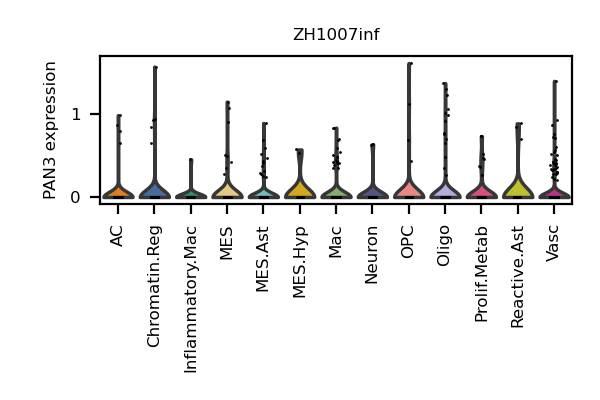 ZH1007inf
PAN3 expression
1
0
AC
Chromatin.Reg
Inflammatory.Mac
MES
MES.Ast
MES.Hyp
Mac
Neuron
OPC
Oligo
Prolif.Metab
Reactive.Ast
Vasc